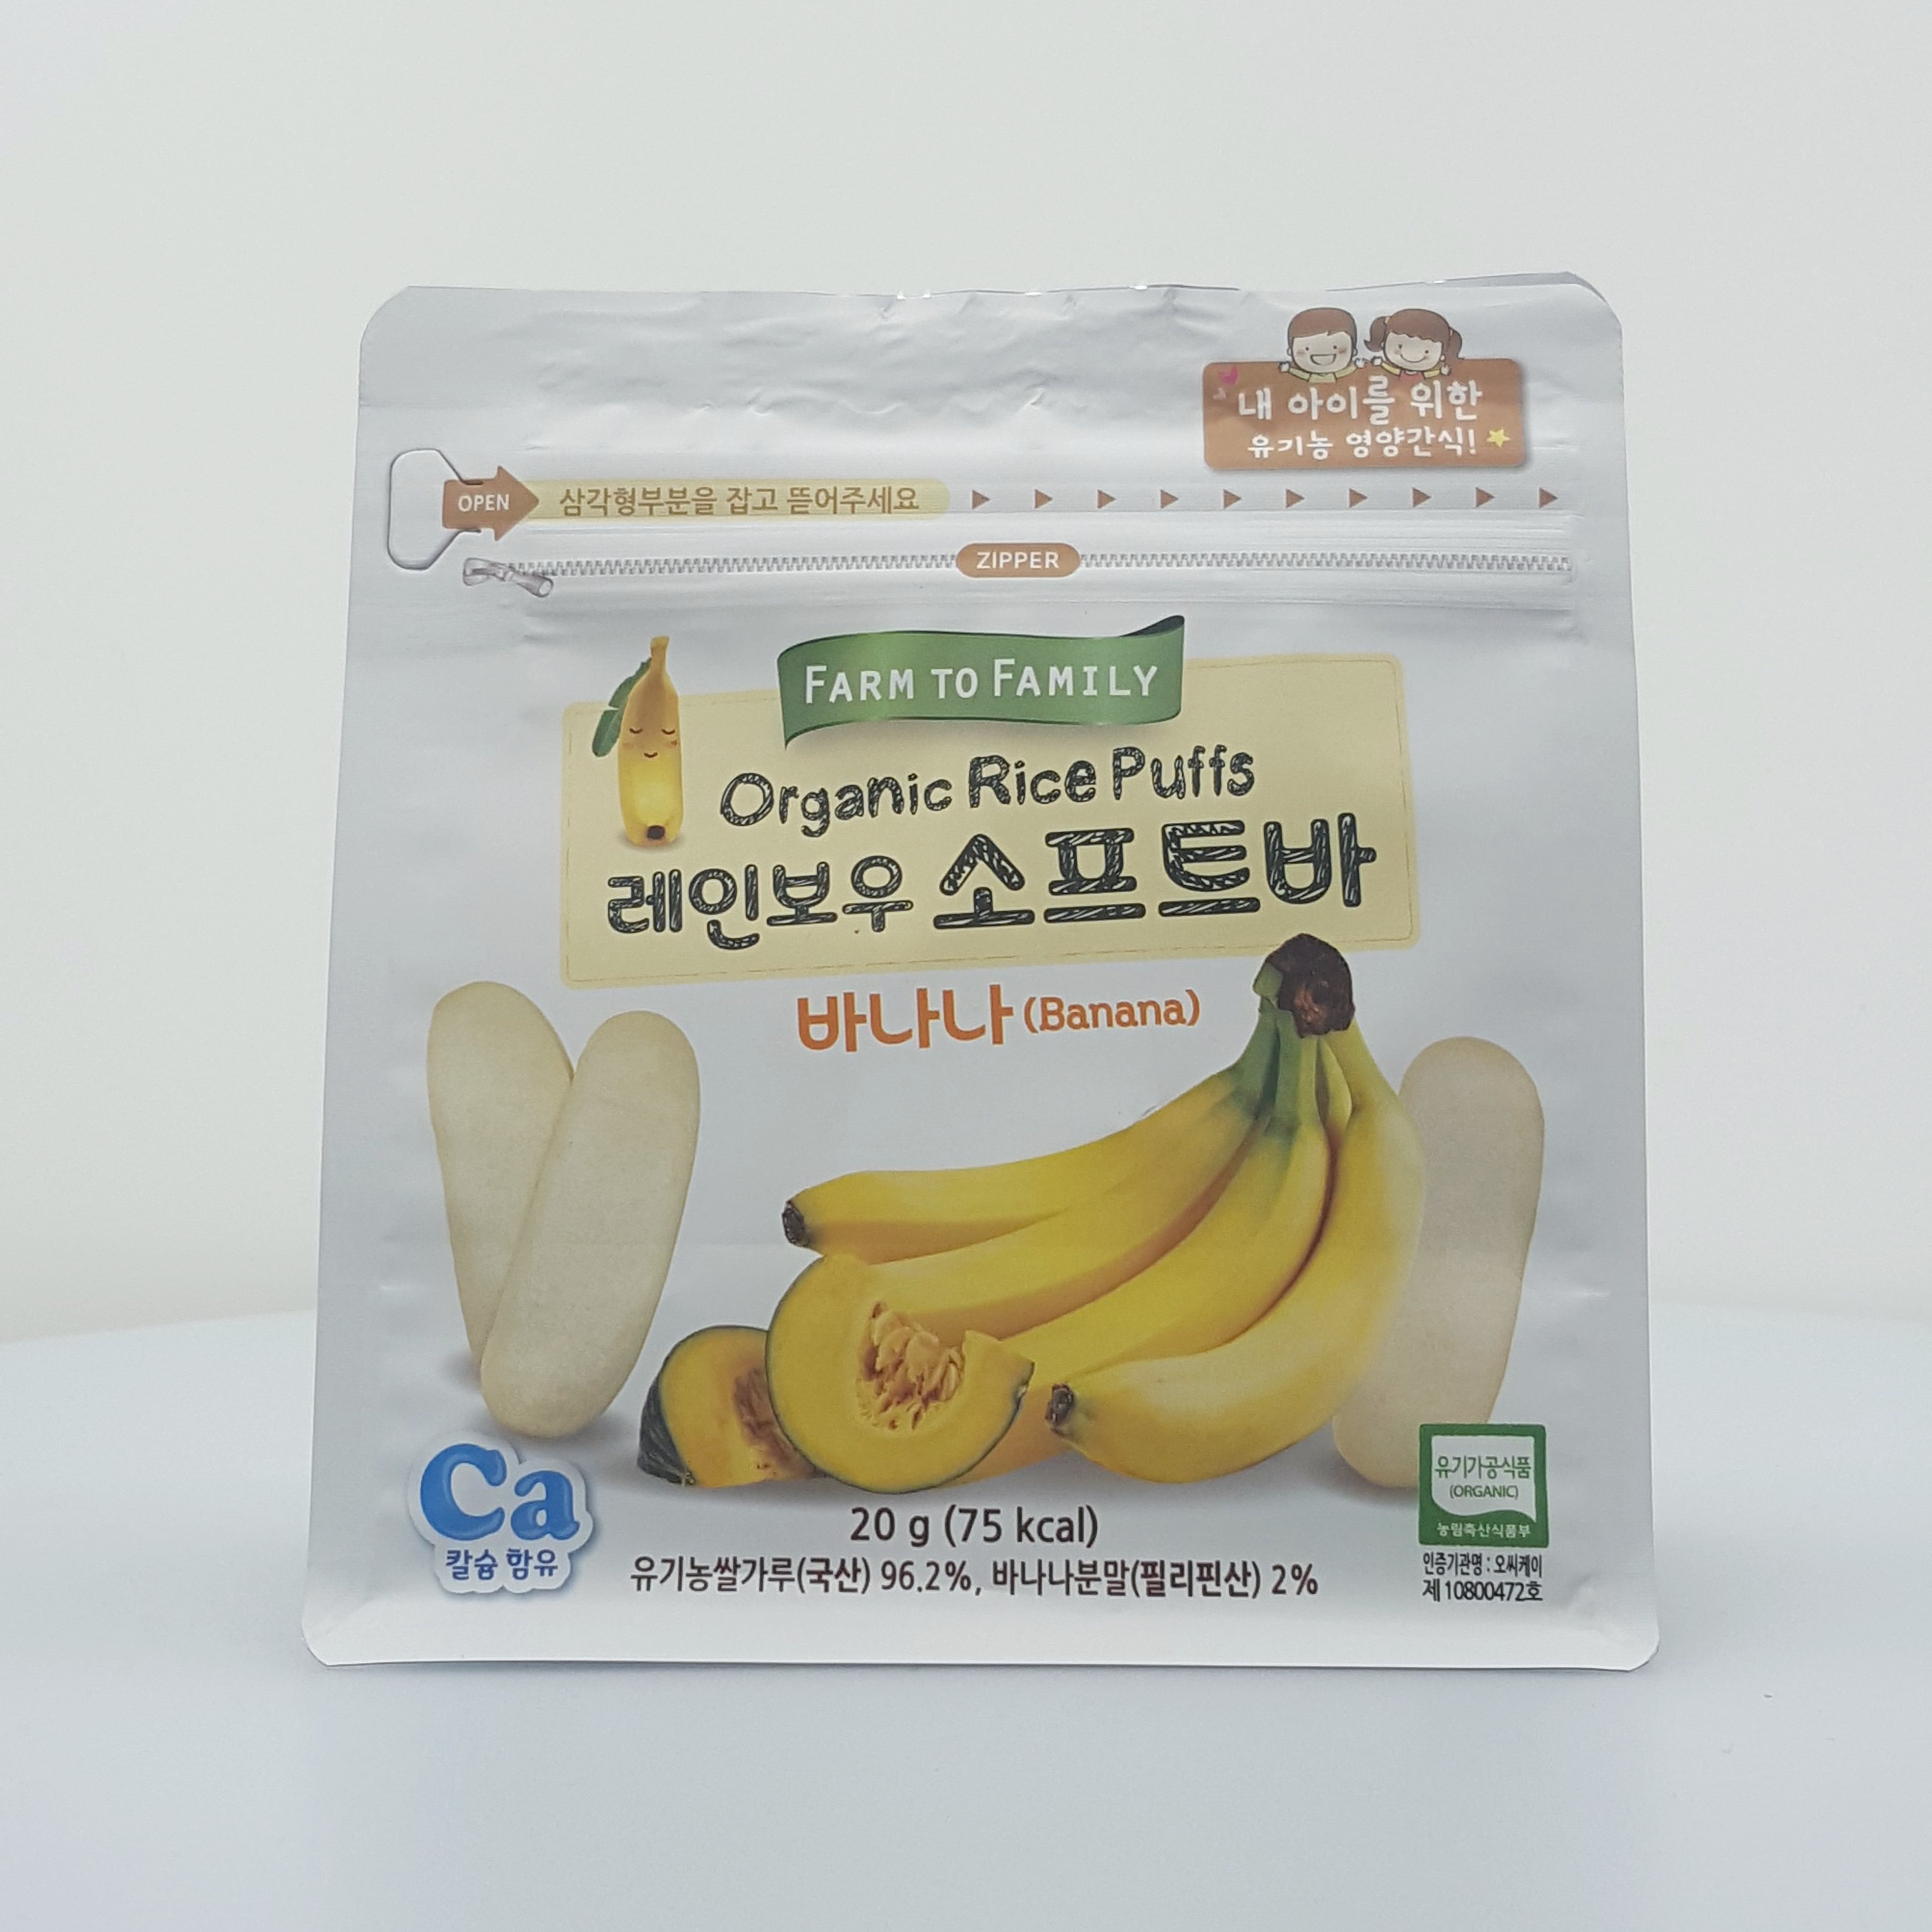 내 아이를 위한
유기농 영양간식!
OPEN 삼각형부분을 잡고 뜯어주세요
ZIPPER
FARM TO FAMILY
Organic Rice Puffs
레인보우 소프트바
바나나 (Banana)
Ca
칼슘 함유
20 g (75 kcal)
유기농쌀가루(국산) 96.2%, 바나나분말(필리핀산) 2%
유기가공식품
(ORGANIC)
농림축산식품부
인증기관명 : 오씨케이
제 10800472호